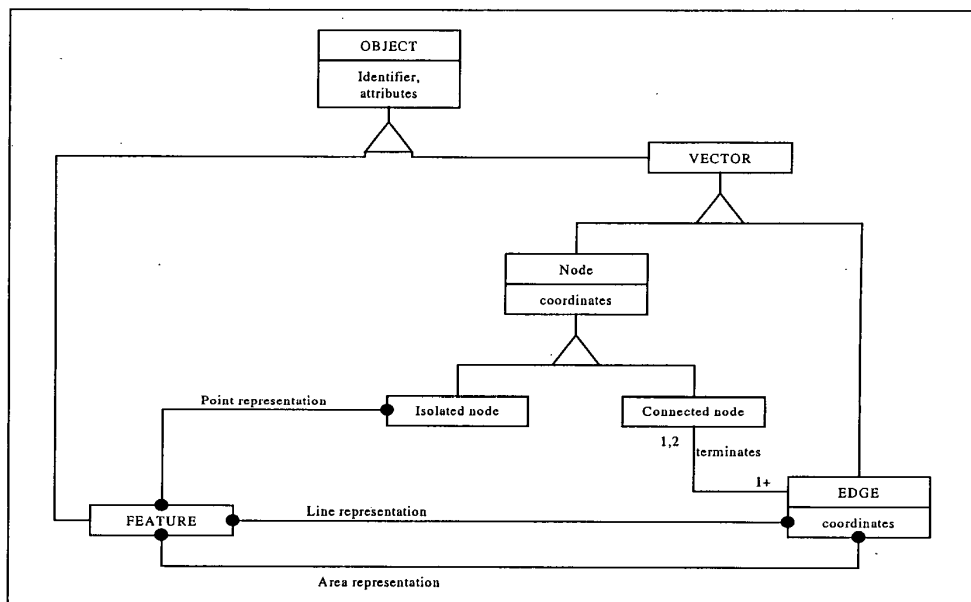 OBJECT
Identifier,
attributes
VECTOR
Node
coordinates
Point representation
Isolated node
Connected node
1,2
terminates
1+
EDGE
FEATURE
Line representation
coordinates
Area representation